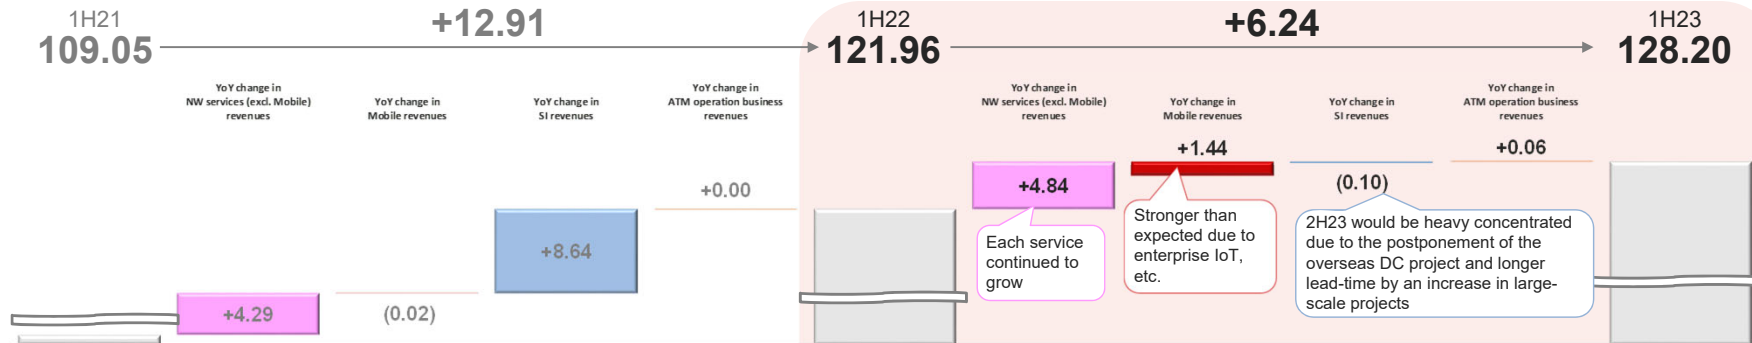 1H21
109.05
+12.91
1H22
121.96
+6.24
1H23
128.20
YoY change in
NW services (excl. Mobile)
revenues
YoY change in
Mobile revenues
YoY change in
SI revenues
YoY change in
ATM operation business
revenues
YoY change in
NW services (excl. Mobile)
revenues
YoY change in
Mobile revenues
YoY change in
SI revenues
YoY change in
ATM operation business
revenues
+4.29
(0.02)
+8.64
+0.00
+4.84
+1.44
(0.10)
+0.06
Each service
continued to
grow
Stronger than
expected due to
enterprise IoT,
etc.
2H23 would be heavy concentrated
due to the postponement of the
overseas DC project and longer
lead-time by an increase in large-
scale projects